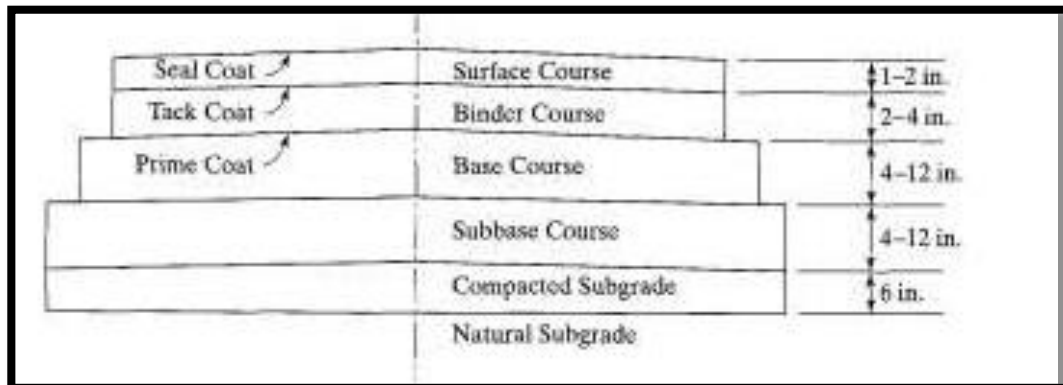 Seal Coat Surface Course 1–2 in.
Tack Coat Binder Course 2–4 in.
Prime Coat Base Course 4–12 in.
Subbase Course 4–12 in.
Compacted Subgrade 6 in.
Natural Subgrade